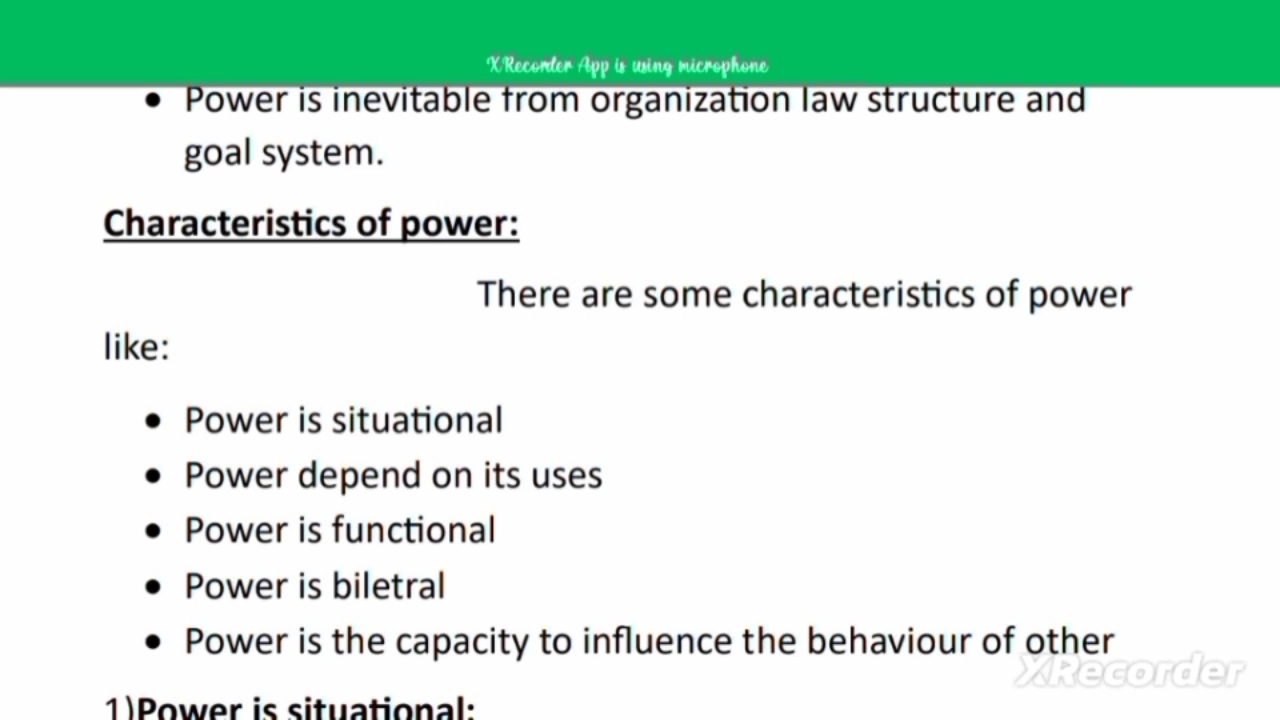 XRecorder App is using microphone
• Power is inevitable from organization law structure and
goal system.
Characteristics of power:
There are some characteristics of power
like:
• Power is situational
• Power depend on its uses
• Power is functional
• Power is biletral
• Power is the capacity to influence the behaviour of other
XRecorder
1)Power is situational: